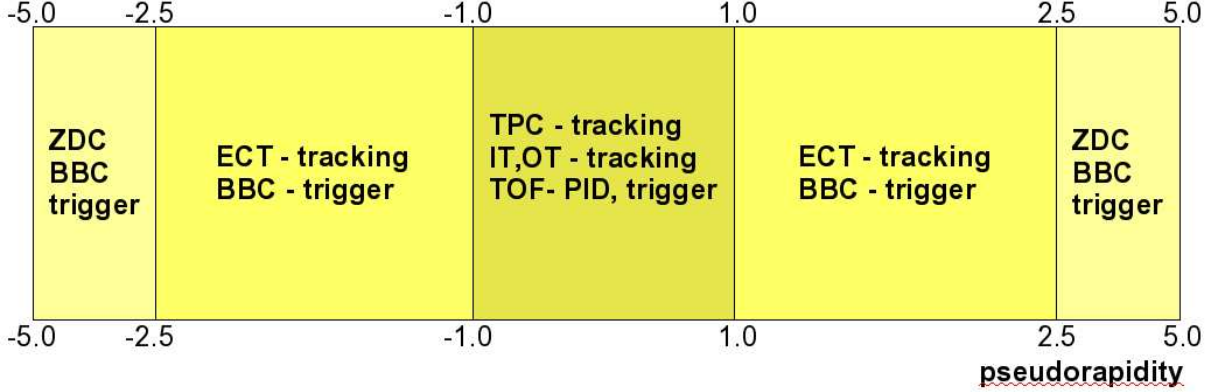 -5.0 -2.5 -1.0 1.0 2.5 5.0
ZDC
BBC
trigger
ECT - tracking
BBC - trigger
TPC - tracking
IT,OT - tracking
TOF- PID, trigger
ECT - tracking
BBC - trigger
ZDC
BBC
trigger
-5.0 -2.5 -1.0 1.0 2.5 5.0
pseudorapidity